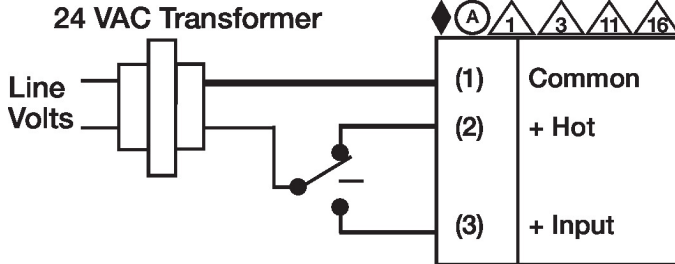 24 VAC Transformer
A 1 3 11 16
Line
Volts
(1) Common
(2) + Hot
(3) + Input